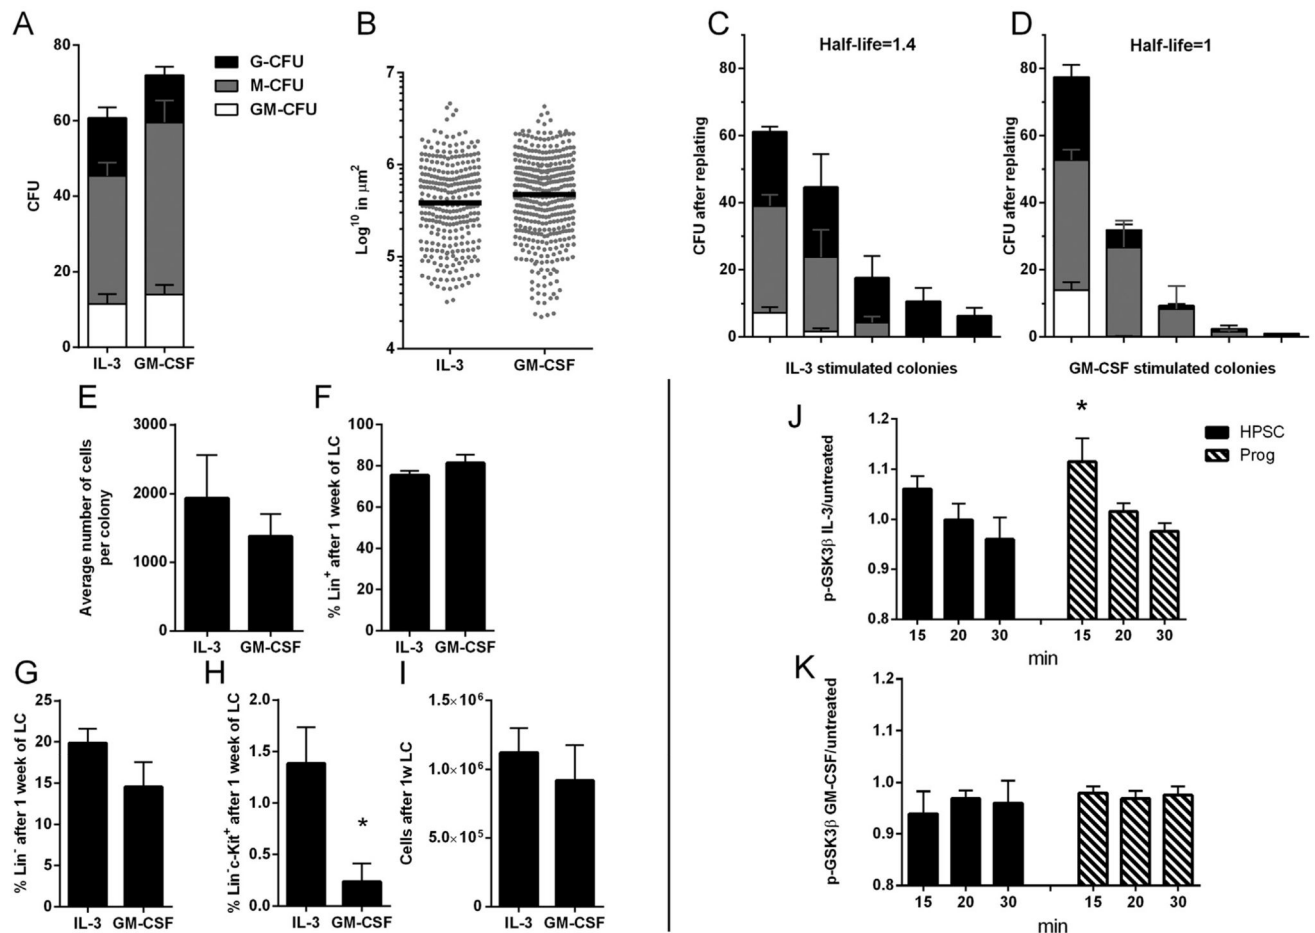 A
80
60
40
20
0
CFU
IL-3 GM-CSF
G-CFU
M-CFU
GM-CFU
B
7
6
5
4
Log¹⁰ in µm²
IL-3 GM-CSF
C
Half-life=1.4
80
60
40
20
0
CFU after replating
IL-3 stimulated colonies
D
Half-life=1
80
60
40
20
0
CFU after replating
GM-CSF stimulated colonies
E
3000
2000
1000
0
Average number of cells
per colony
IL-3 GM-CSF
F
100
80
60
40
20
0
% Lin⁺ after 1 week of LC
IL-3 GM-CSF
G
25
20
15
10
5
0
% Lin⁻ after 1 week of LC
IL-3 GM-CSF
H
2.0
1.5
1.0
0.5
0.0
% Lin⁻c-Kit⁺ after 1 week of LC
*
IL-3 GM-CSF
I
1.5×10⁶
1.0×10⁶
5.0×10⁵
0
Cells after 1w LC
IL-3 GM-CSF
J
1.2
1.1
1.0
0.9
0.8
p-GSK3β IL-3/untreated
*
HPSC
Prog
15 20 30 15 20 30
min
K
1.2
1.1
1.0
0.9
0.8
p-GSK3β GM-CSF/untreated
15 20 30 15 20 30
min